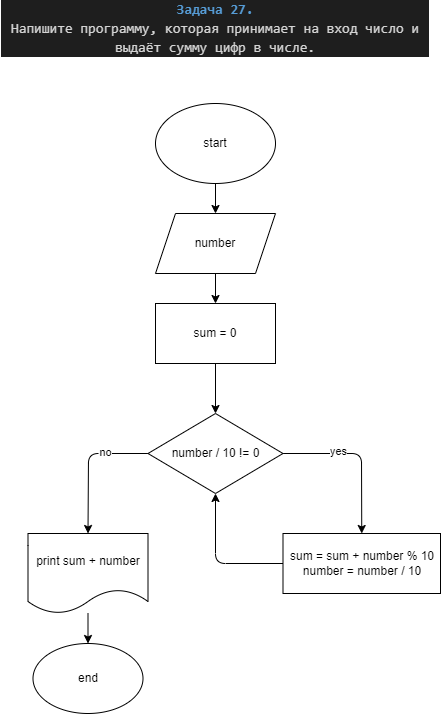 Задача 27.
Напишите программу, которая принимает на вход число и
выдаёт сумму цифр в числе.
start
number
sum = 0
number / 10 != 0
no
yes
print sum + number
sum = sum + number % 10
number = number / 10
end